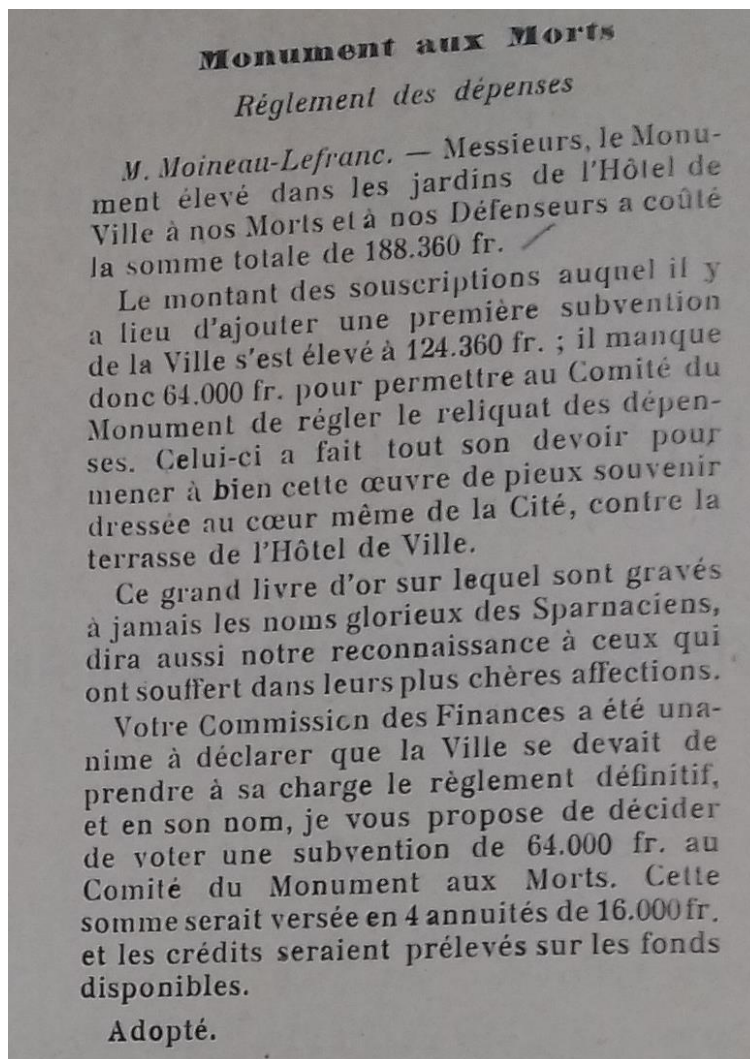 Monument aux Morts
Réglement des dépenses
M. Moineau-Lefranc. — Messieurs, le Monu-
ment élevé dans les jardins de l'Hôtel de
Ville à nos Morts et à nos Défenseurs a coûté
la somme totale de 188.360 fr.
Le montant des souscriptions auquel il y
a lieu d'ajouter une première subvention
de la Ville s'est élevé à 124.360 fr. ; il manque
donc 64.000 fr. pour permettre au Comité du
Monument de régler le reliquat des dépen-
ses. Celui-ci a fait tout son devoir pour
mener à bien cette œuvre de pieux souvenir
dressée au cœur même de la Cité, contre la
terrasse de l'Hôtel de Ville.
Ce grand livre d'or sur lequel sont gravés
à jamais les noms glorieux des Sparnaciens,
dira aussi notre reconnaissance à ceux qui
ont souffert dans leurs plus chères affections.
Votre Commission des Finances a été una-
nime à déclarer que la Ville se devait de
prendre à sa charge le règlement définitif,
et en son nom, je vous propose de décider
de voter une subvention de 64.000 fr. au
Comité du Monument aux Morts. Cette
somme serait versée en 4 annuités de 16.000 fr.
et les crédits seraient prélevés sur les fonds
disponibles.
Adopté.